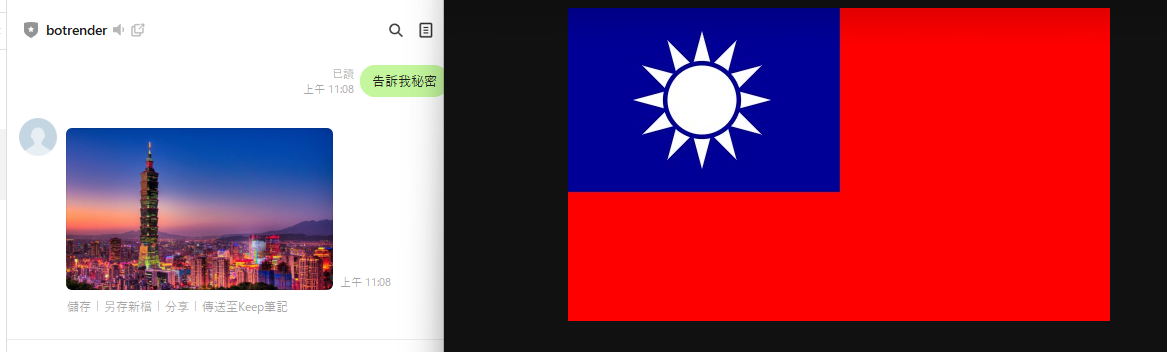 botrender
已讀
上午 11:08
告訴我秘密
上午 11:08
儲存 | 另存新檔 | 分享 | 傳送至Keep筆記